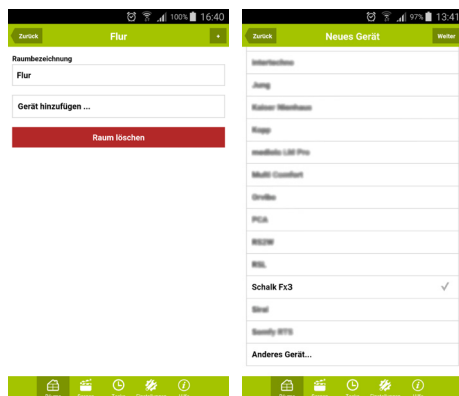 100% 16:40
Zurück Flur +
Raumbezeichnung
Flur
Gerät hinzufügen ...
Raum löschen
97% 13:41
Zurück Neues Gerät Weiter
Intertechno
Jung
Kaiser Nienhaus
Kopp
mediola LM Pro
Multi Comfort
Orvibo
PCA
RS2W
RSL
Schalk Fx3
Siral
Somfy RTS
Anderes Gerät...